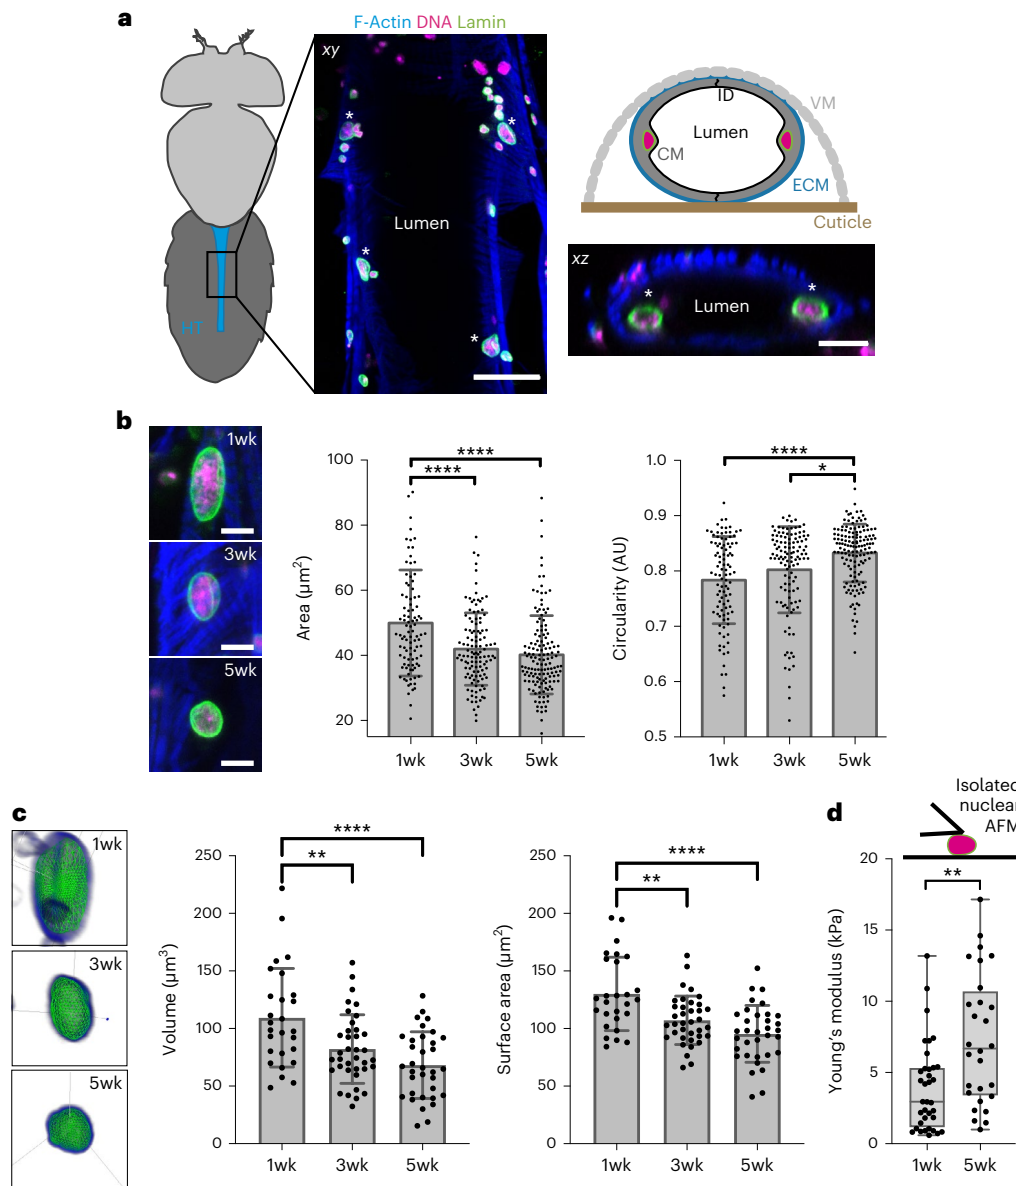 a
F-Actin DNA Lamin
xy
*
*
Lumen
*
*
HT
ID
VM
Lumen
CM
ECM
Cuticle
xz
*
*
Lumen
b
1wk
3wk
5wk
Area (µm²)
100
80
60
40
20
****
****
1wk 3wk 5wk
Circularity (AU)
1.0
0.9
0.8
0.7
0.6
0.5
****
*
1wk 3wk 5wk
c
1wk
3wk
5wk
Volume (µm³)
250
200
150
100
50
0
****
**
1wk 3wk 5wk
Surface area (µm²)
250
200
150
100
50
0
****
**
1wk 3wk 5wk
d
Isolated
nuclear
AFM
Young's modulus (kPa)
20
15
10
5
0
**
1wk 5wk